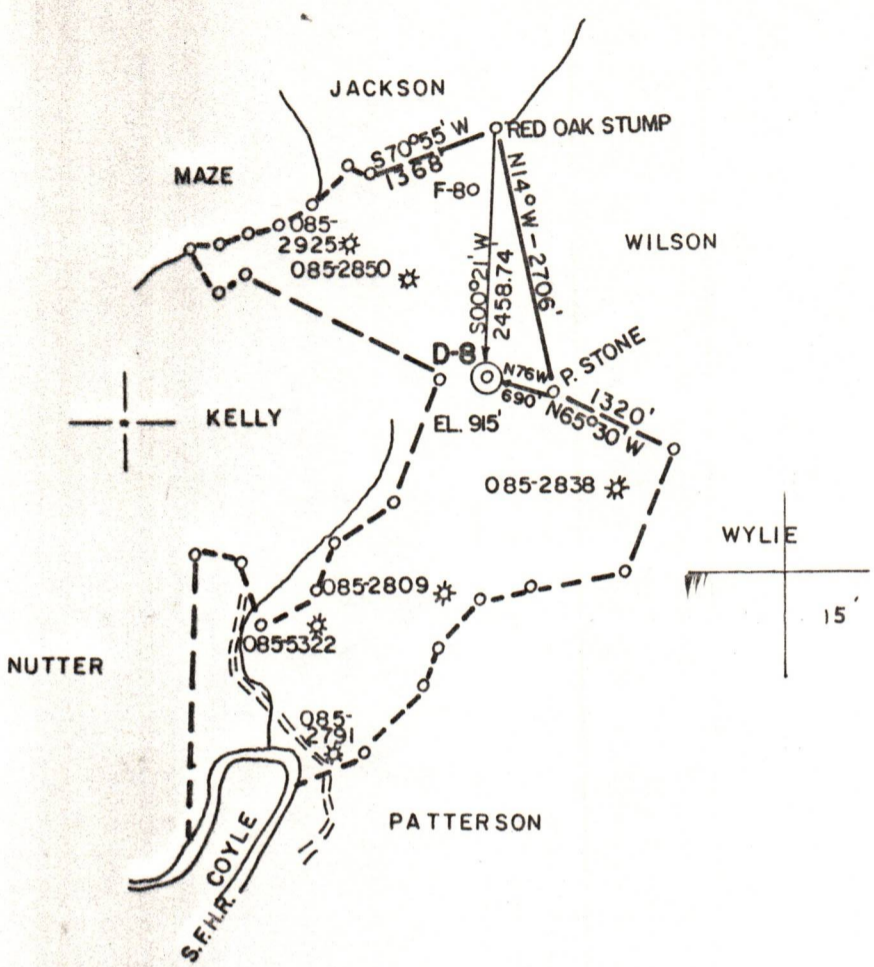 JACKSON
S70°55'W
1368'
RED OAK STUMP
MAZE
F-8
N14°W-2706'
085-
2925
WILSON
085-2850
S00°21'W
2458.74
D-8
N76W
690'
P. STONE
1320'
N65°30'W
KELLY
EL. 915'
085-2838
WYLIE
085-2809
15'
085-5322
NUTTER
085-
2791
COYLE
PATTERSON
S.F.H.R.